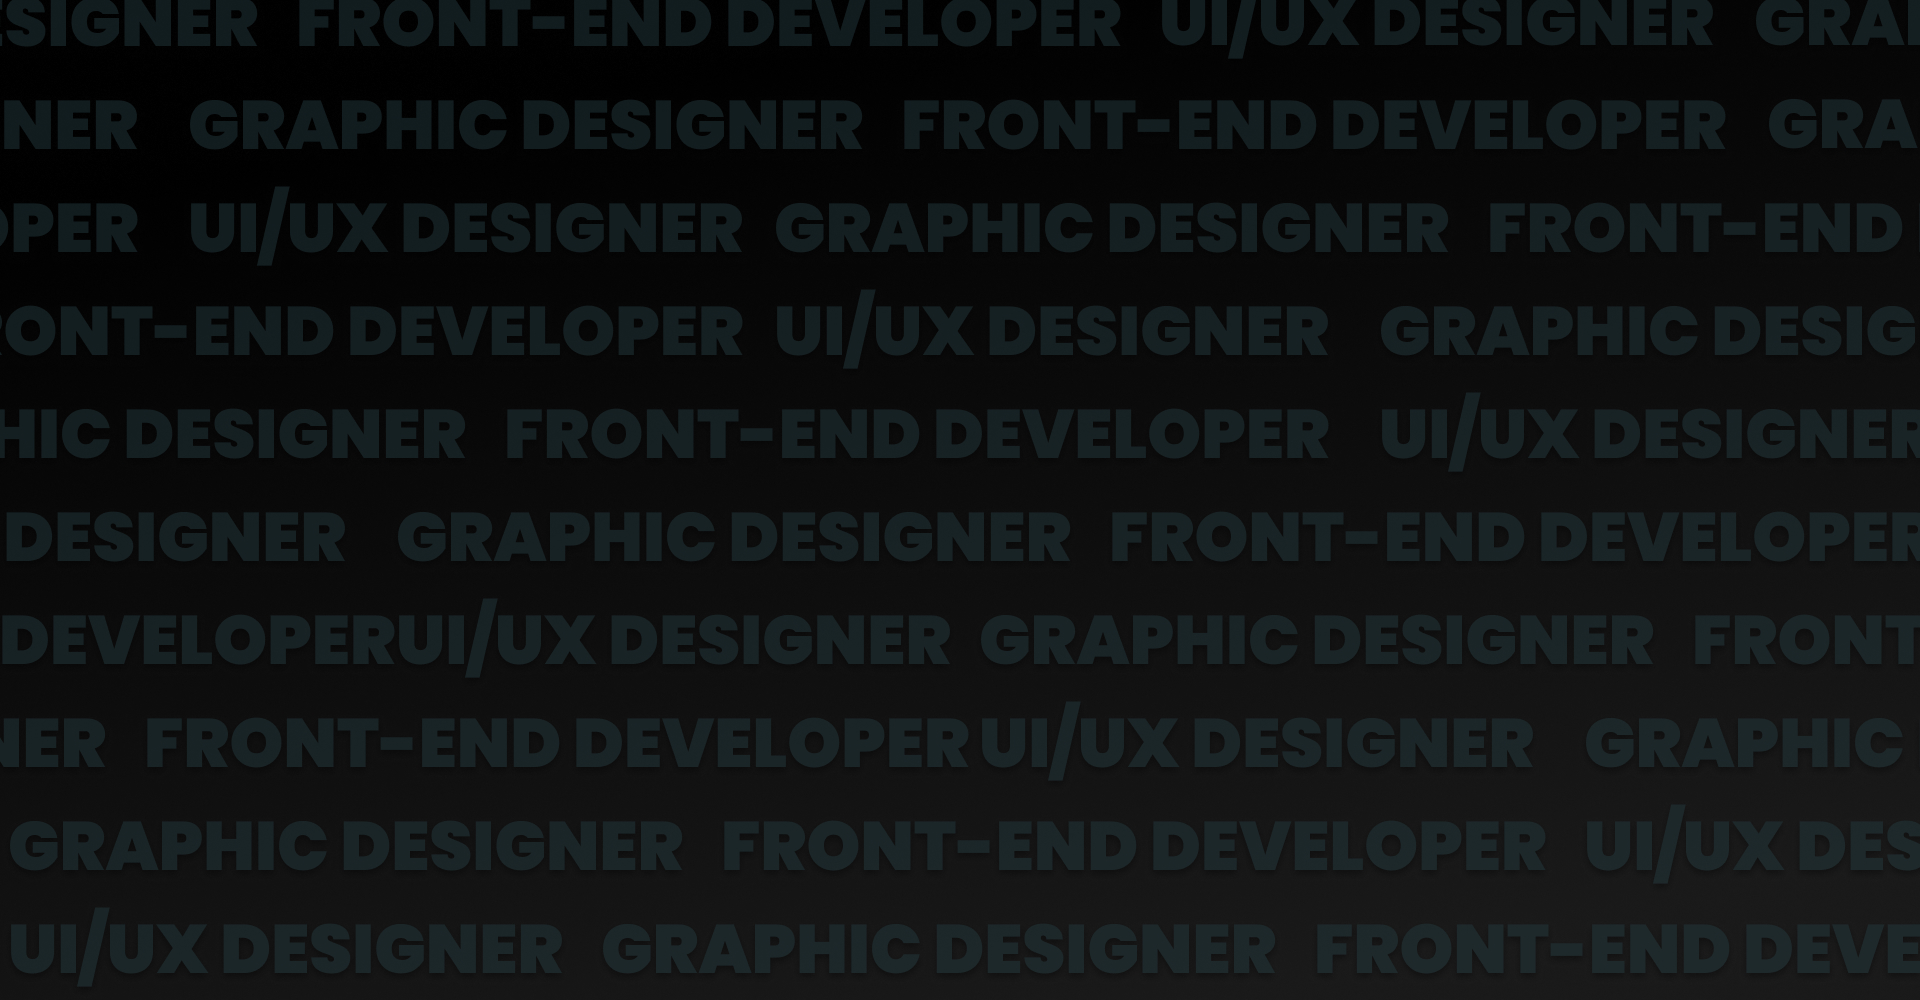 ESIGNER FRONT-END DEVELOPER UI/UX DESIGNER GRA
NER GRAPHIC DESIGNER FRONT-END DEVELOPER GRA
OPER UI/UX DESIGNER GRAPHIC DESIGNER FRONT-END
RONT-END DEVELOPER UI/UX DESIGNER GRAPHIC DESIG
HIC DESIGNER FRONT-END DEVELOPER UI/UX DESIGNER
DESIGNER GRAPHIC DESIGNER FRONT-END DEVELOPER
DEVELOPERUI/UX DESIGNER GRAPHIC DESIGNER FRONT
NER FRONT-END DEVELOPER UI/UX DESIGNER GRAPHIC
GRAPHIC DESIGNER FRONT-END DEVELOPER UI/UX DES
UI/UX DESIGNER GRAPHIC DESIGNER FRONT-END DEVE